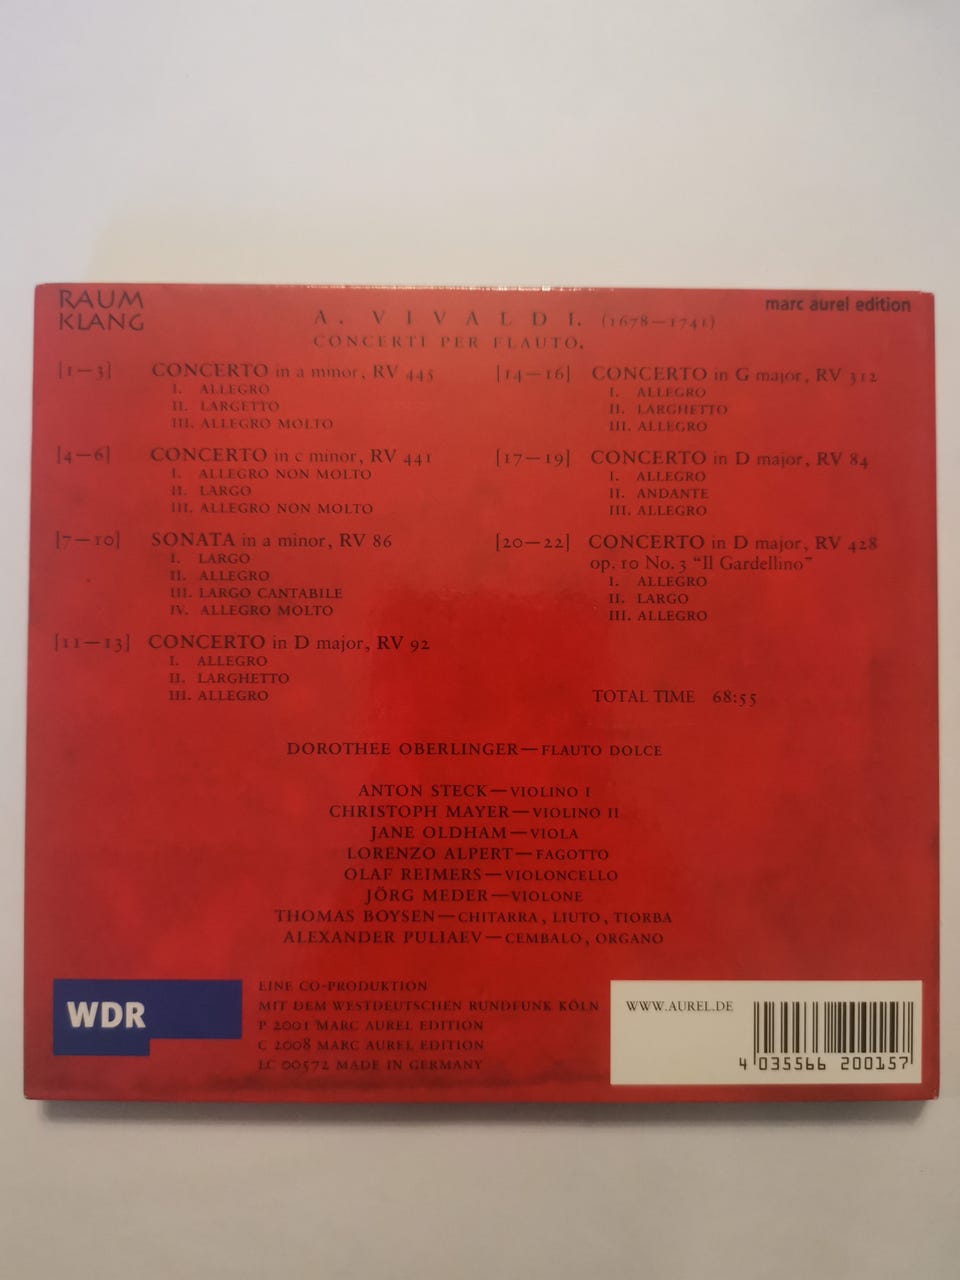 RAUM
KLANG
marc aurel edition
A. VIVALDI. (1678—1741)
CONCERTI PER FLAUTO.
[1—3] CONCERTO in a minor, RV 445
I. ALLEGRO
II. LARGETTO
III. ALLEGRO MOLTO
[4—6] CONCERTO in c minor, RV 441
I. ALLEGRO NON MOLTO
II. LARGO
III. ALLEGRO NON MOLTO
[7—10] SONATA in a minor, RV 86
I. LARGO
II. ALLEGRO
III. LARGO CANTABILE
IV. ALLEGRO MOLTO
[11—13] CONCERTO in D major, RV 92
I. ALLEGRO
II. LARGHETTO
III. ALLEGRO
[14—16] CONCERTO in G major, RV 312
I. ALLEGRO
II. LARGHETTO
III. ALLEGRO
[17—19] CONCERTO in D major, RV 84
I. ALLEGRO
II. ANDANTE
III. ALLEGRO
[20—22] CONCERTO in D major, RV 428
op. 10 No. 3 "Il Gardellino"
I. ALLEGRO
II. LARGO
III. ALLEGRO
TOTAL TIME 68:55
DOROTHEE OBERLINGER—FLAUTO DOLCE
ANTON STECK—VIOLINO I
CHRISTOPH MAYER—VIOLINO II
JANE OLDHAM—VIOLA
LORENZO ALPERT—FAGOTTO
OLAF REIMERS—VIOLONCELLO
JÖRG MEDER—VIOLONE
THOMAS BOYSEN—CHITARRA, LIUTO, TIORBA
ALEXANDER PULIAEV—CEMBALO, ORGANO
WDR
EINE CO-PRODUKTION
MIT DEM WESTDEUTSCHEN RUNDFUNK KÖLN
P 2001 MARC AUREL EDITION
C 2008 MARC AUREL EDITION
LC 00572 MADE IN GERMANY
WWW.AUREL.DE
4 035566 200157